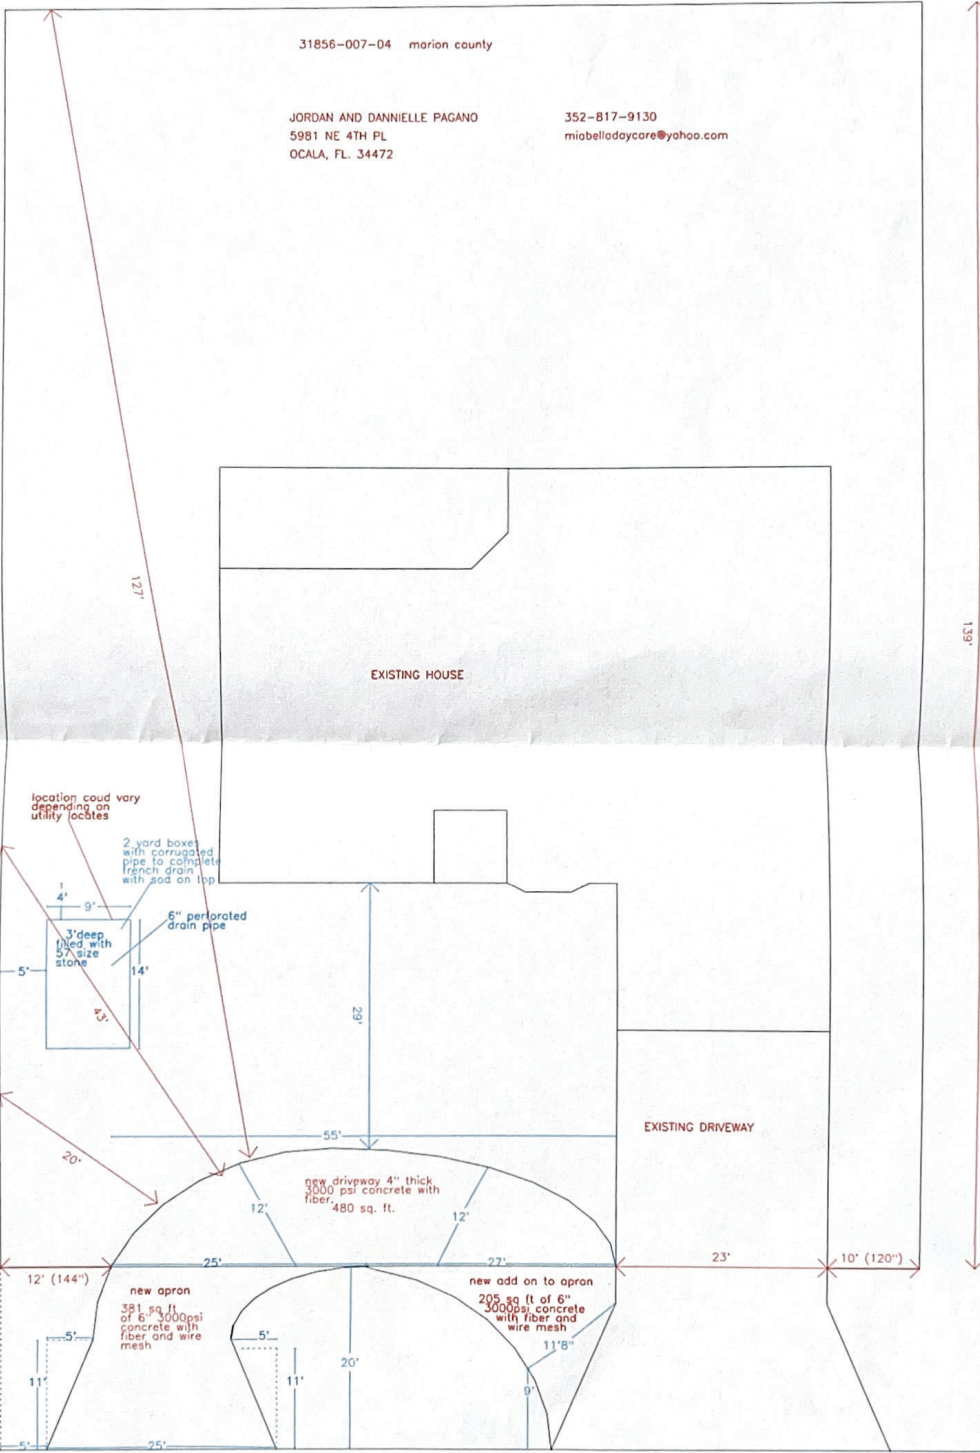 31856-007-04 marion county
JORDAN AND DANNIELLE PAGANO
5981 NE 4TH PL
OCALA, FL. 34472
352-817-9130
miabelladaycare@yahoo.com
127'
139'
EXISTING HOUSE
location coud vary
depending on
utility locates
2 yard boxes
with corrugated
pipe to complete
french drain
with sod on top
4'
9'
6" perforated
drain pipe
3'deep
filled with
57 size
stone
5'
14'
43'
29'
20'
55'
EXISTING DRIVEWAY
new driveway 4" thick
3000 psi concrete with
fiber.
480 sq. ft.
12'
12'
25'
27'
23'
10' (120")
12' (144")
new apron
381 sq ft
of 6" 3000psi
concrete with
fiber and wire
mesh
new add on to apron
205 sq ft of 6"
3000psi concrete
with fiber and
wire mesh
5'
5'
11'8"
20'
11'
11'
9'
5'
25'